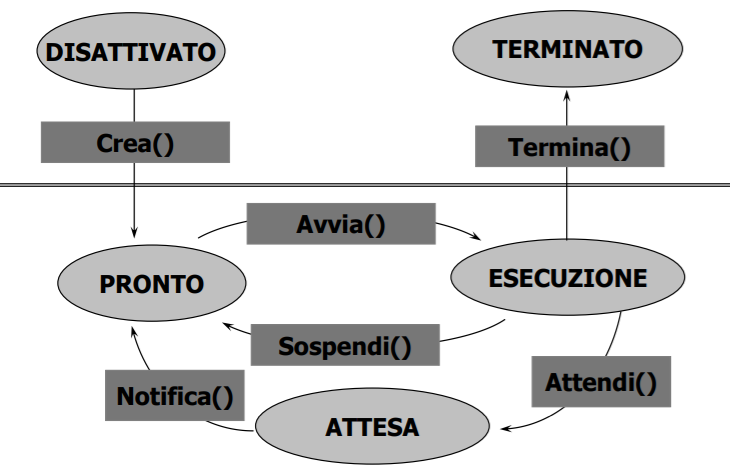 DISATTIVATO
TERMINATO
Crea()
Termina()
Avvia()
PRONTO
ESECUZIONE
Sospendi()
Attendi()
Notifica()
ATTESA